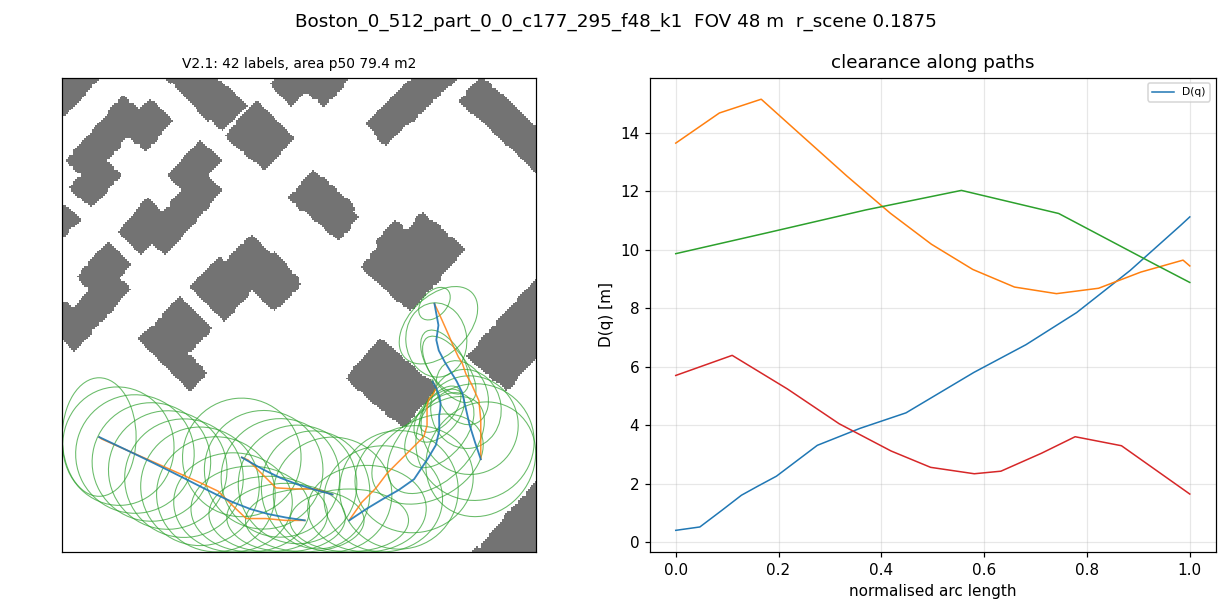 Boston_0_512_part_0_0_c177_295_f48_k1  FOV 48 m  r_scene 0.1875
V2.1: 42 labels, area p50 79.4 m2
clearance along paths
D(q)
D(q) [m]
14
12
10
8
6
4
2
0
0.0 0.2 0.4 0.6 0.8 1.0
normalised arc length